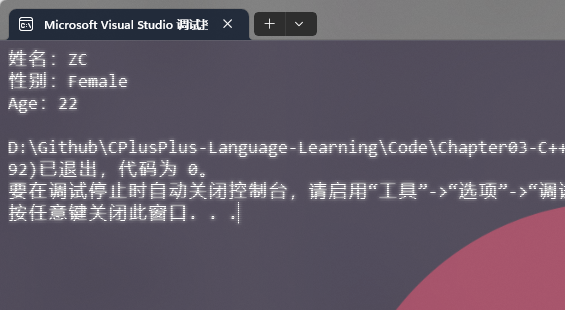 Microsoft Visual Studio 调试
姓名: ZC
性别: Female
Age: 22
D:\Github\CPlusPlus-Language-Learning\Code\Chapter03-C++
92)已退出，代码为 0。
要在调试停止时自动关闭控制台，请启用“工具”->“选项”->“调试
按任意键关闭此窗口. . .